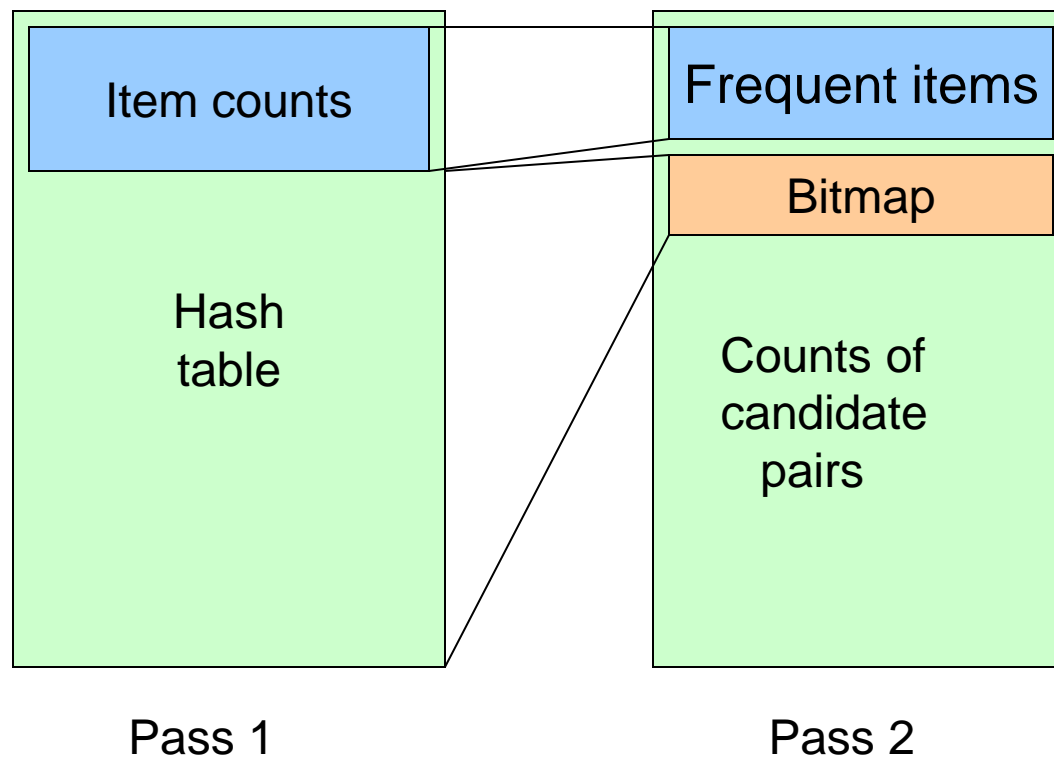 Item counts
Hash
table
Pass 1
Frequent items
Bitmap
Counts of
candidate
pairs
Pass 2